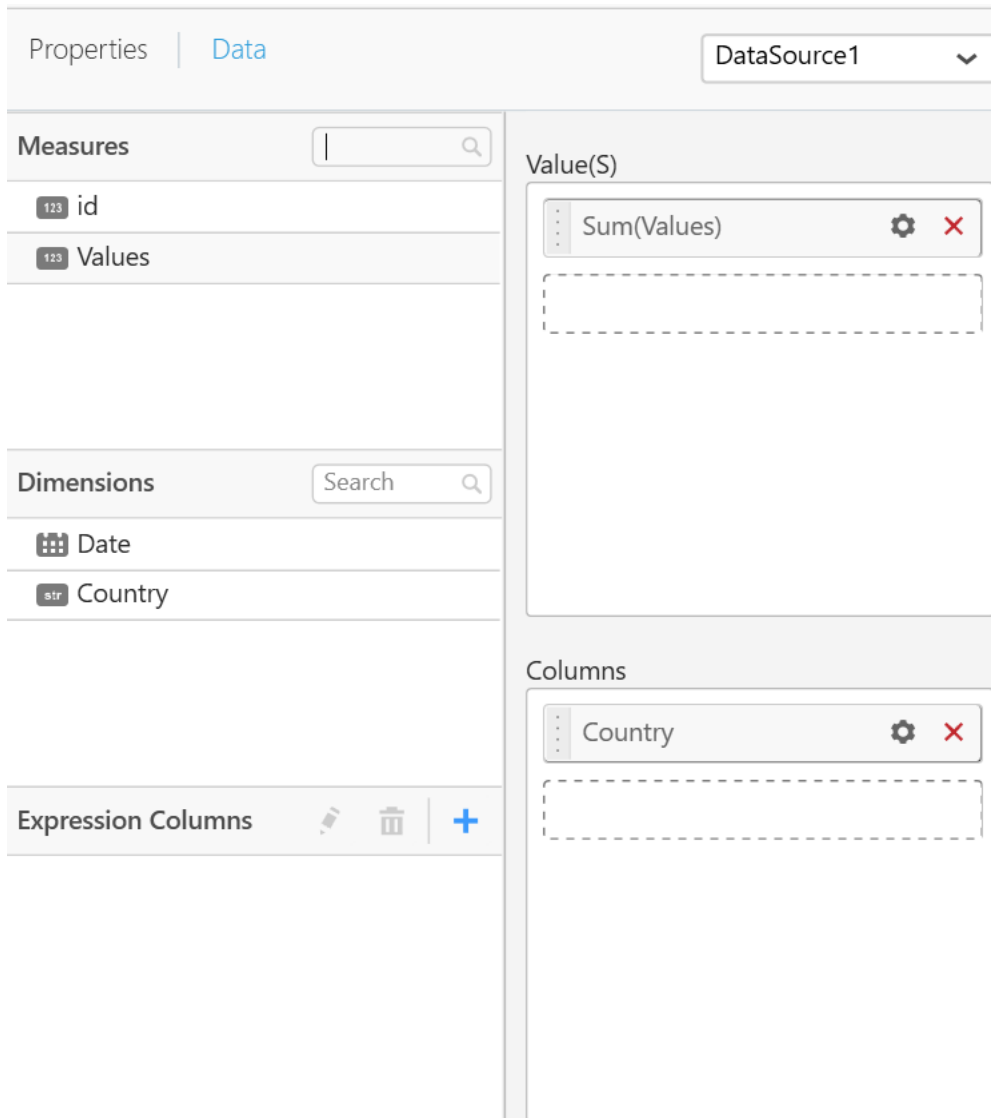 Properties
Data
DataSource1
Measures
123 id
123 Values
Dimensions
Search
Date
str Country
Expression Columns
Value(S)
Sum(Values)
Columns
Country